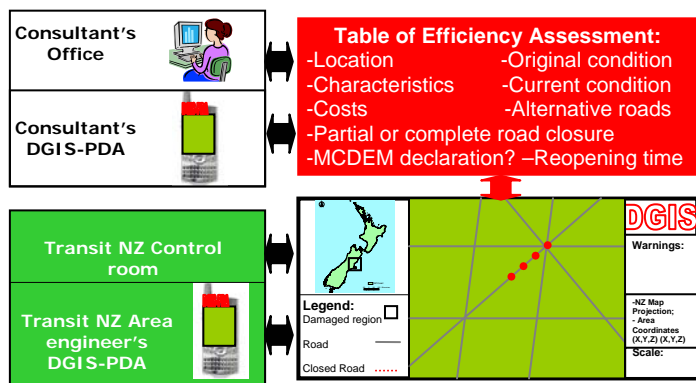 Consultant's
Office
Consultant's
DGIS-PDA
Table of Efficiency Assessment:
-Location -Original condition
-Characteristics -Current condition
-Costs -Alternative roads
-Partial or complete road closure
-MCDEM declaration? –Reopening time
Transit NZ Control
room
Transit NZ Area
engineer's
DGIS-PDA
Legend:
Damaged region
Road
Closed Road
DGIS
Warnings:
-NZ Map
Projection;
- Area
Coordinates
(X,Y,Z) (X,Y,Z)
Scale: